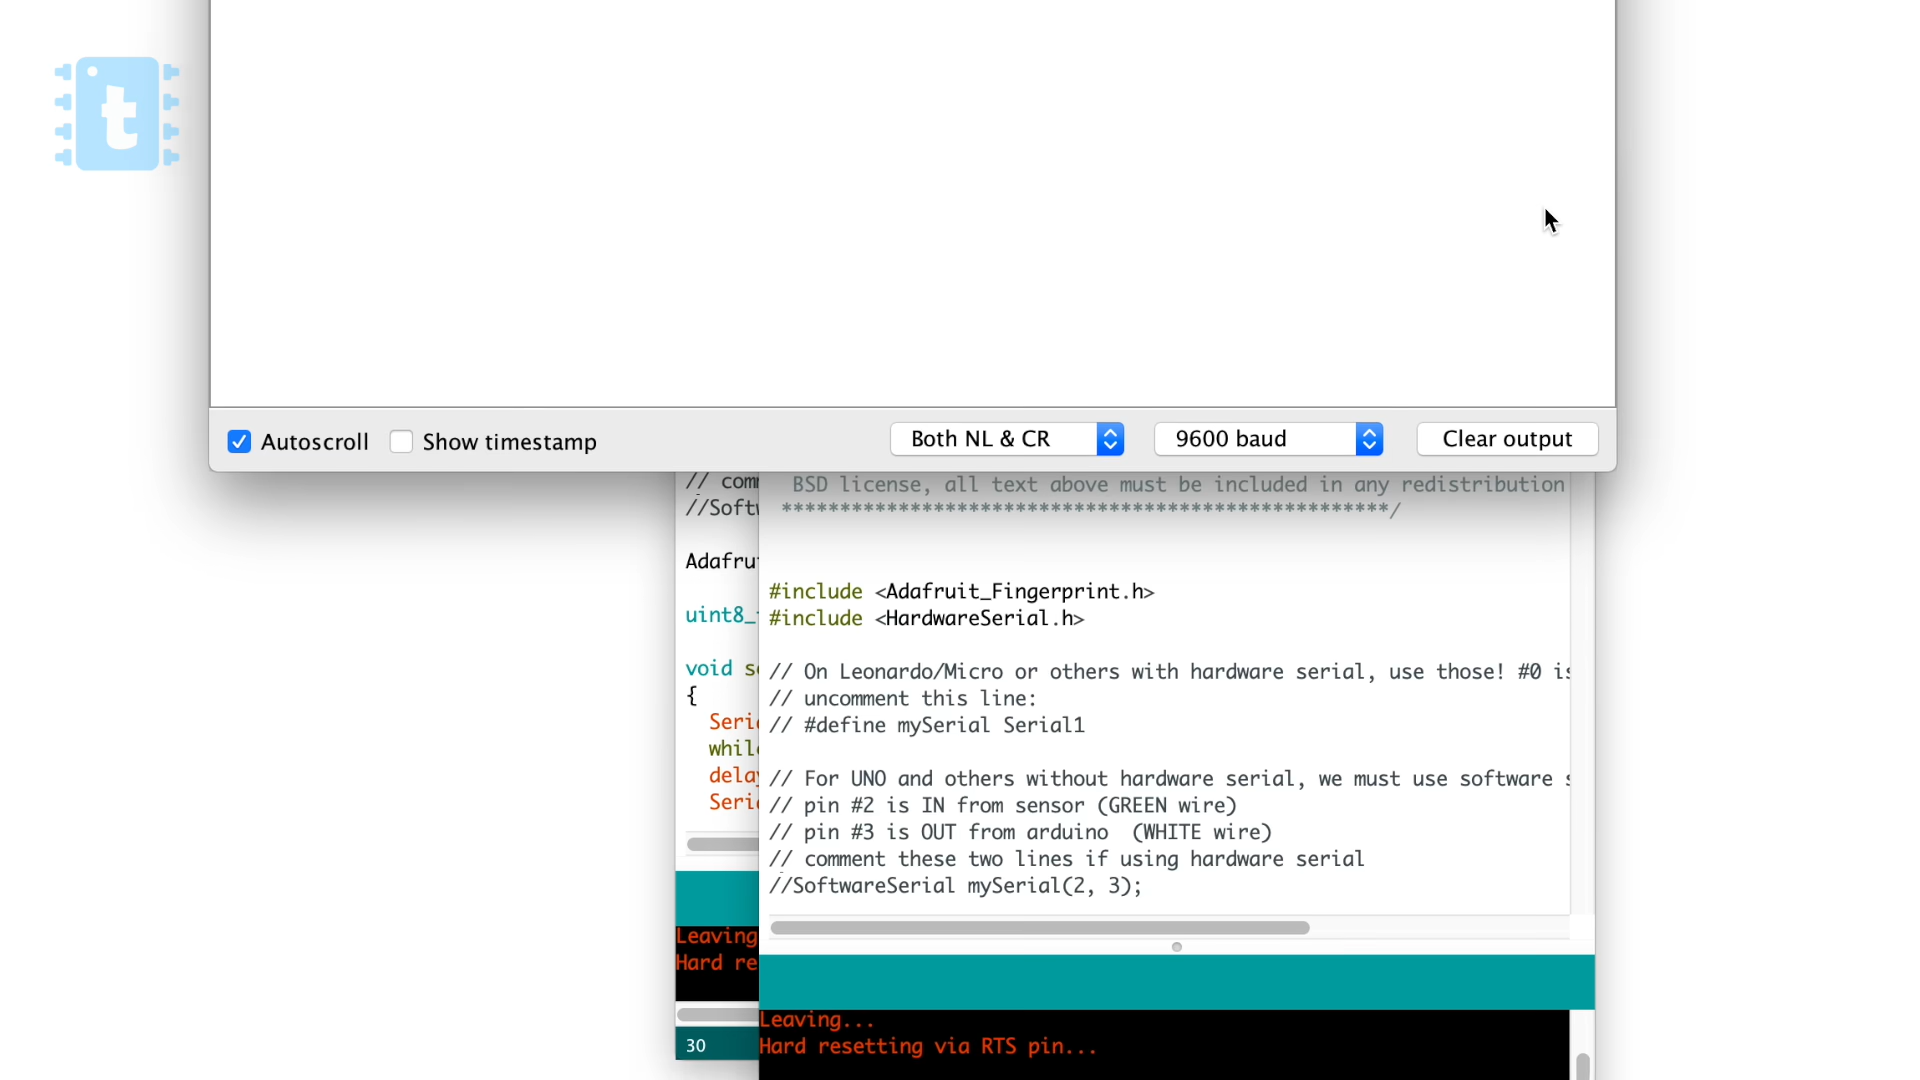 t
Autoscroll Show timestamp Both NL & CR 9600 baud Clear output
// com
//Soft
Adafru
uint8_
void s
{
Seri
whil
dela
Seri
Leaving
Hard re
30
BSD license, all text above must be included in any redistribution
****************************************************/
#include <Adafruit_Fingerprint.h>
#include <HardwareSerial.h>
// On Leonardo/Micro or others with hardware serial, use those! #0 is
// uncomment this line:
// #define mySerial Serial1
// For UNO and others without hardware serial, we must use software s
// pin #2 is IN from sensor (GREEN wire)
// pin #3 is OUT from arduino  (WHITE wire)
// comment these two lines if using hardware serial
//SoftwareSerial mySerial(2, 3);
Leaving...
Hard resetting via RTS pin...